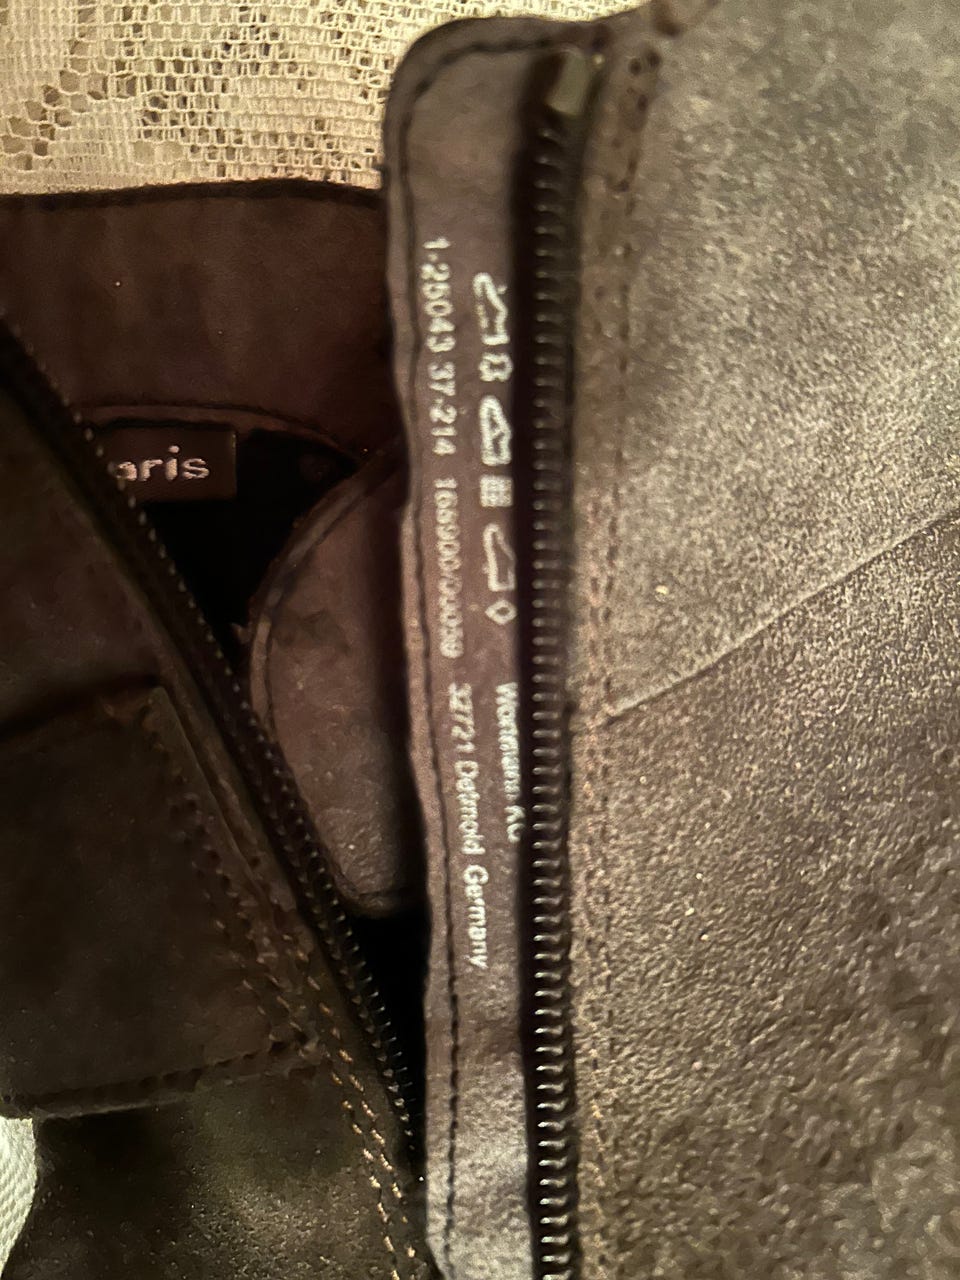 aris
Wortmann KG
1-25043 37-214 32721 Detmold Germany